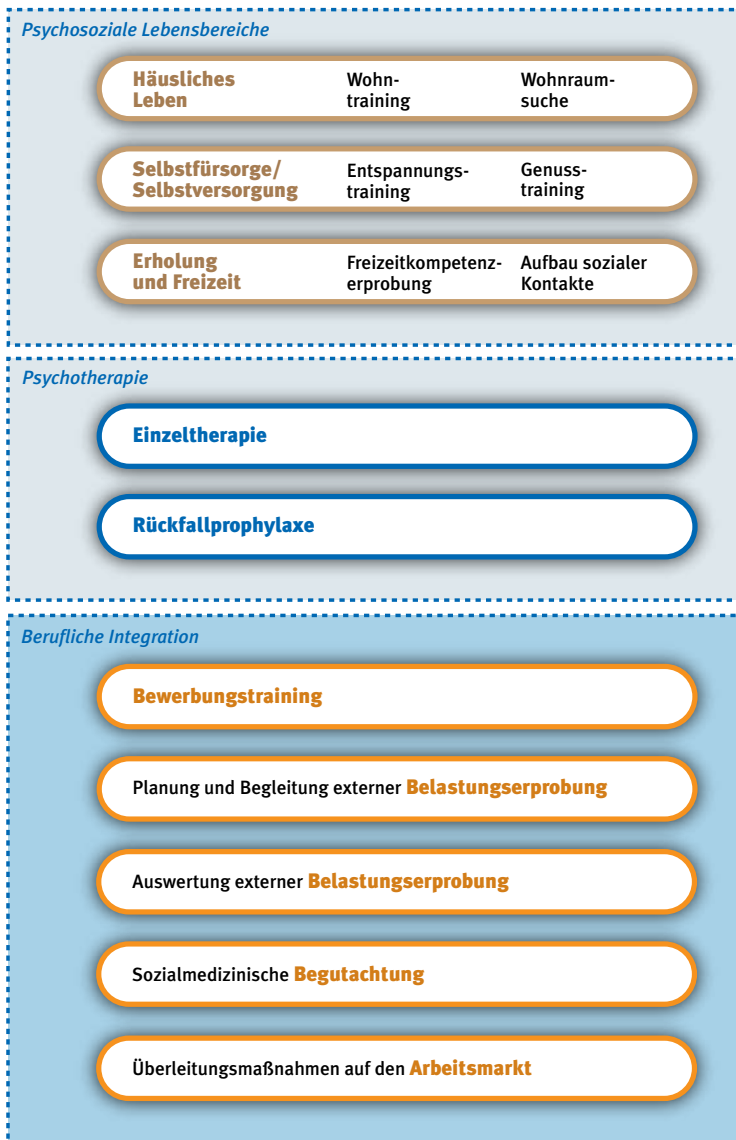 Psychosoziale Lebensbereiche
Häusliches
Leben
Wohn-
training
Wohnraum-
suche
Selbstfürsorge/
Selbstversorgung
Entspannungs-
training
Genuss-
training
Erholung
und Freizeit
Freizeitkompetenz-
erprobung
Aufbau sozialer
Kontakte
Psychotherapie
Einzeltherapie
Rückfallprophylaxe
Berufliche Integration
Bewerbungstraining
Planung und Begleitung externer Belastungserprobung
Auswertung externer Belastungserprobung
Sozialmedizinische Begutachtung
Überleitungsmaßnahmen auf den Arbeitsmarkt